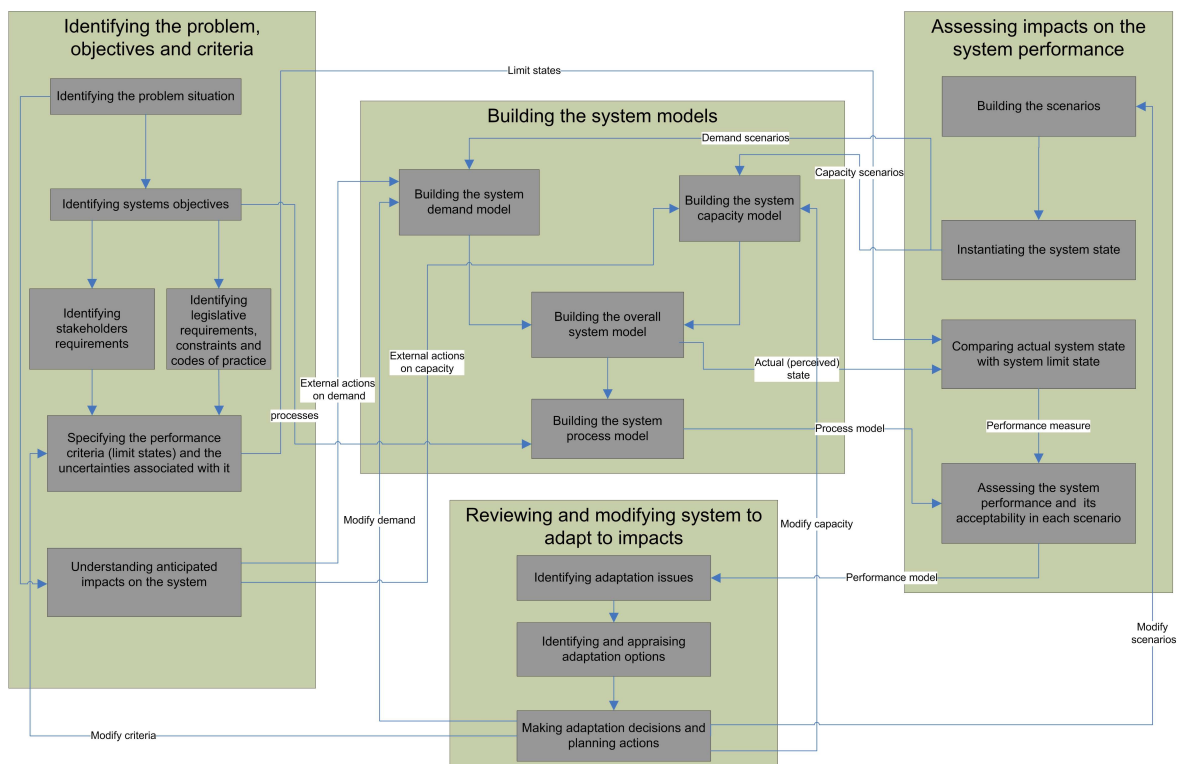 Identifying the problem,
objectives and criteria
Identifying the problem situation
Identifying systems objectives
Identifying
stakeholders
requirements
Identifying
legislative
requirements,
constraints and
codes of practice
Specifying the performance
criteria (limit states) and the
uncertainties associated with it
Understanding anticipated
impacts on the system
Limit states
External actions
on demand
processes
External actions
on capacity
Building the system models
Demand scenarios
Capacity scenarios
Building the system
demand model
Building the system
capacity model
Building the overall
system model
Actual (perceived)
state
Building the system
process model
Process model
Modify demand
Modify capacity
Reviewing and modifying system to
adapt to impacts
Identifying adaptation issues
Identifying and appraising
adaptation options
Making adaptation decisions and
planning actions
Modify criteria
Assessing impacts on the
system performance
Building the scenarios
Instantiating the system state
Comparing actual system state
with system limit state
Performance measure
Assessing the system
performance and its
acceptability in each scenario
Performance model
Modify
scenarios